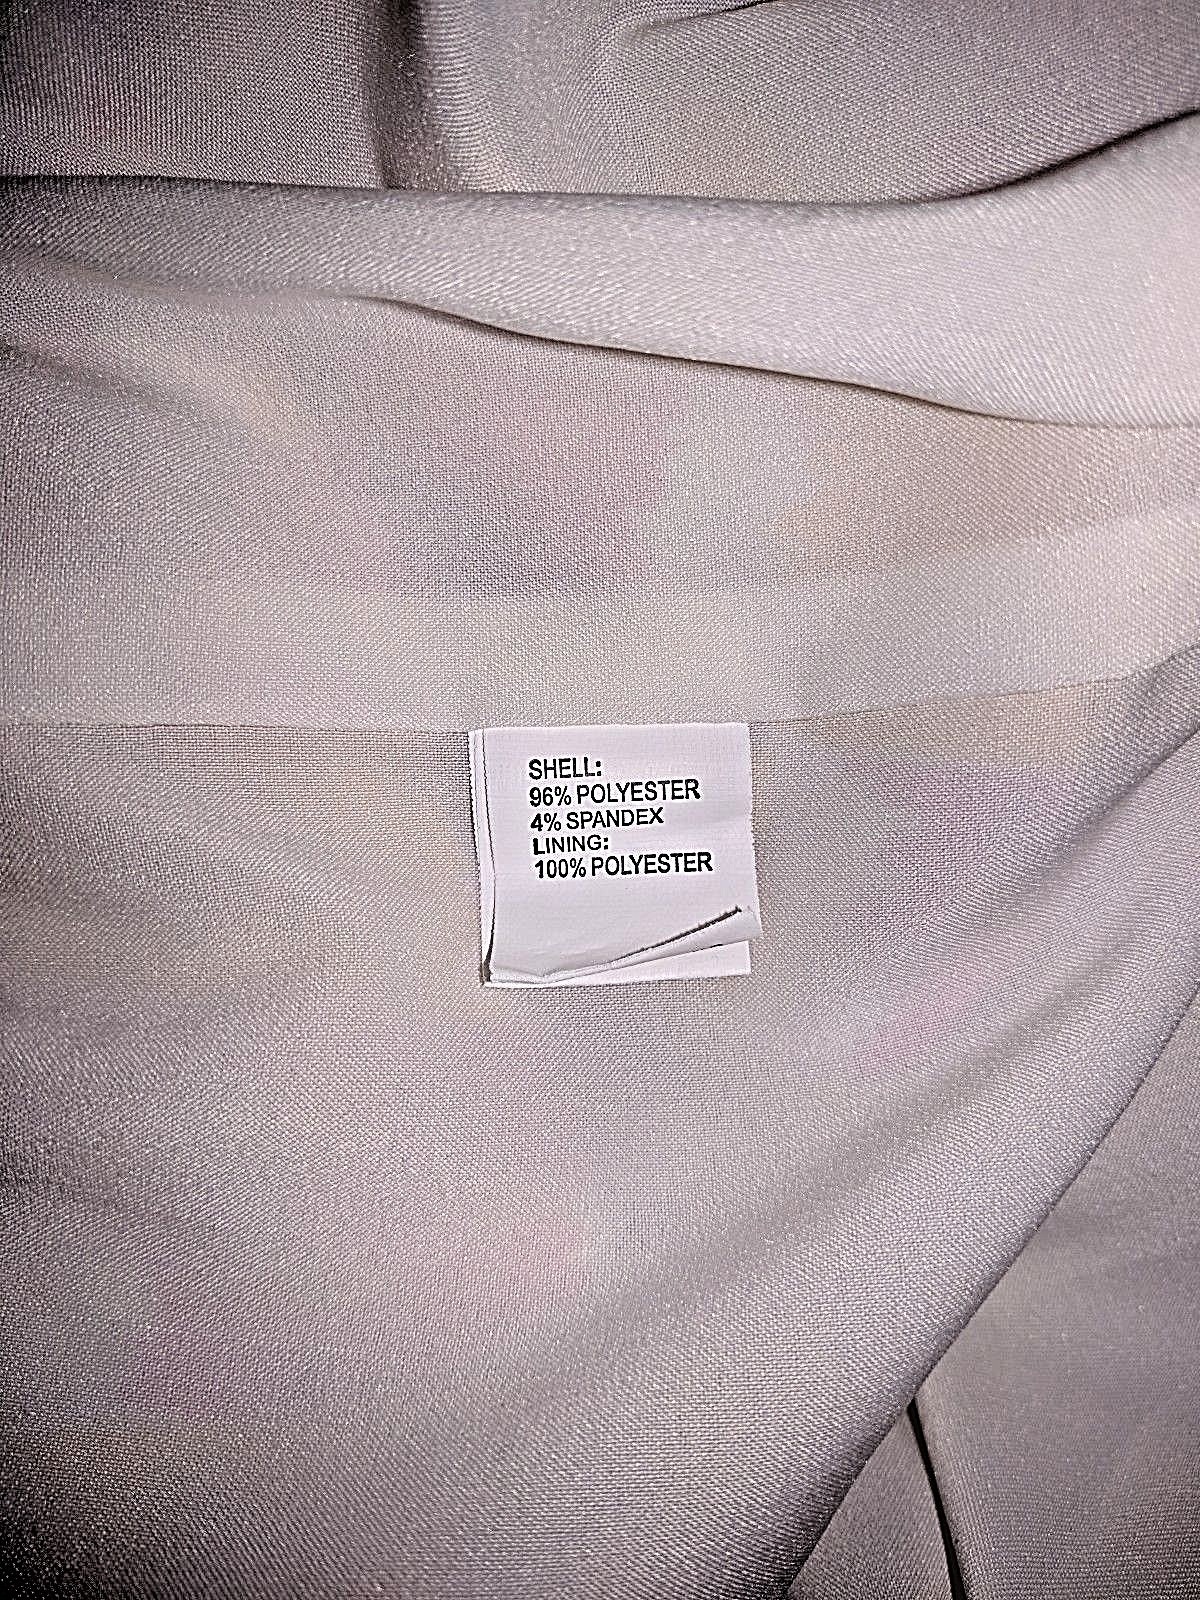 SHELL:
96% POLYESTER
4% SPANDEX
LINING:
100% POLYESTER